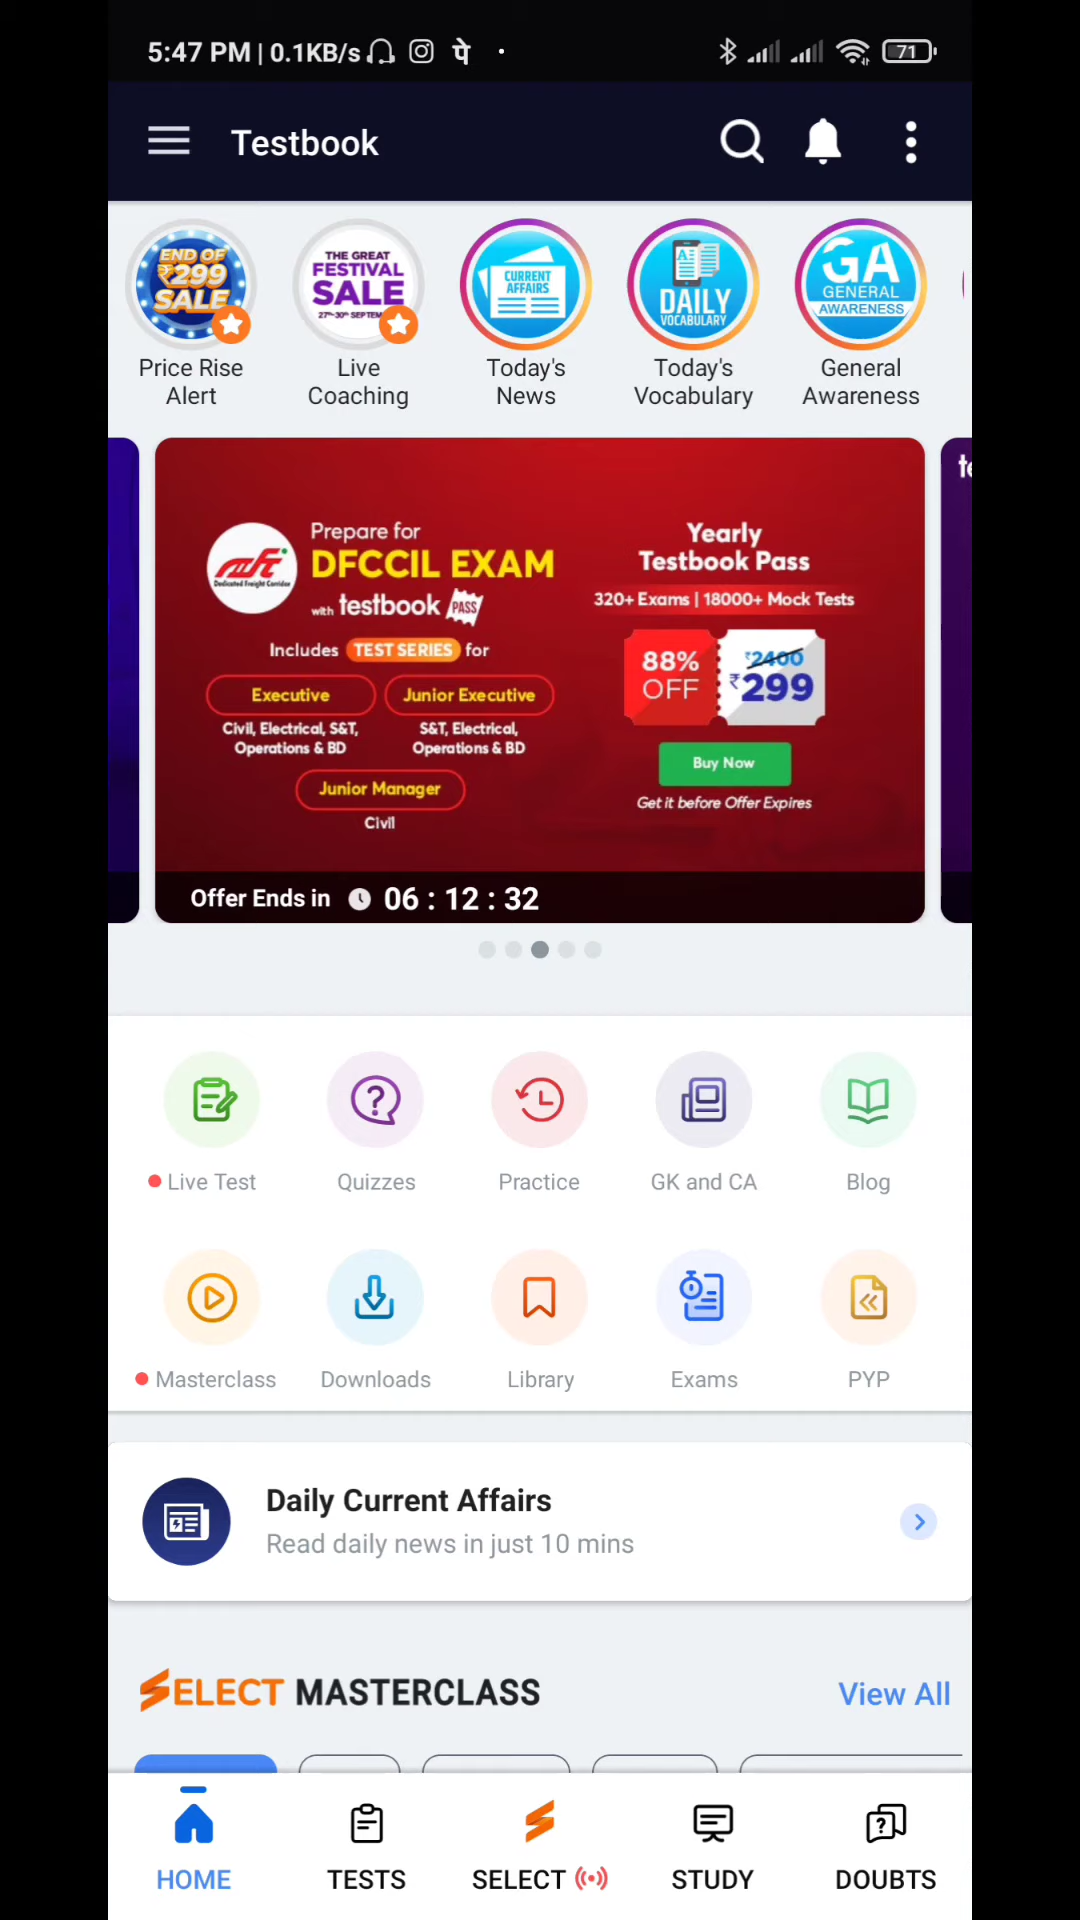 5:47 PM | 0.1KB/s पे
71
Testbook
END OF
₹299
SALE
Price Rise
Alert
THE GREAT
FESTIVAL
SALE
Live
Coaching
CURRENT
AFFAIRS
Today's
News
DAILY
VOCABULARY
Today's
Vocabulary
GA
GENERAL
AWARENESS
General
Awareness
Prepare for
DFCCIL EXAM
with testbook PASS
Dedicated Freight Corridor
Includes TEST SERIES for
Executive
Civil, Electrical, S&T,
Operations & BD
Junior Executive
S&T, Electrical,
Operations & BD
Junior Manager
Civil
Yearly
Testbook Pass
320+ Exams | 18000+ Mock Tests
88%
OFF
₹2400
₹299
Buy Now
Get it before Offer Expires
Offer Ends in 06 : 12 : 32
Live Test
Quizzes
Practice
GK and CA
Blog
Masterclass
Downloads
Library
Exams
PYP
Daily Current Affairs
Read daily news in just 10 mins
SELECT MASTERCLASS
View All
HOME
TESTS
SELECT
STUDY
DOUBTS